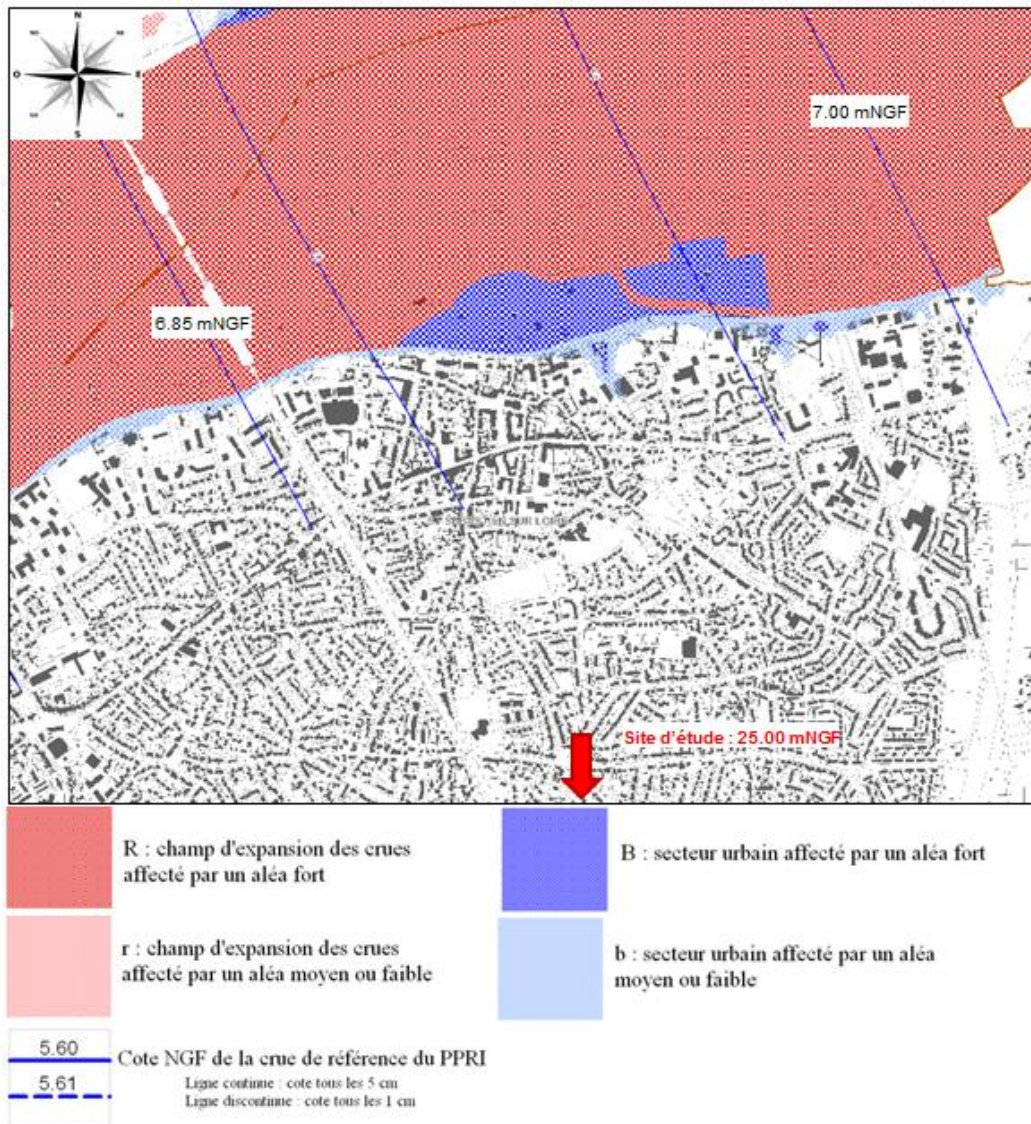 N
O
E
S
7.00 mNGF
6.85 mNGF
SUR LOIRE
Site d'étude : 25.00 mNGF
R : champ d'expansion des crues
affecté par un aléa fort
B : secteur urbain affecté par un aléa fort
r : champ d'expansion des crues
affecté par un aléa moyen ou faible
b : secteur urbain affecté par un aléa
moyen ou faible
5.60
Cote NGF de la crue de référence du PPRI
5.61
Ligne continue : cote tous les 5 cm
Ligne discontinue : cote tous les 1 cm